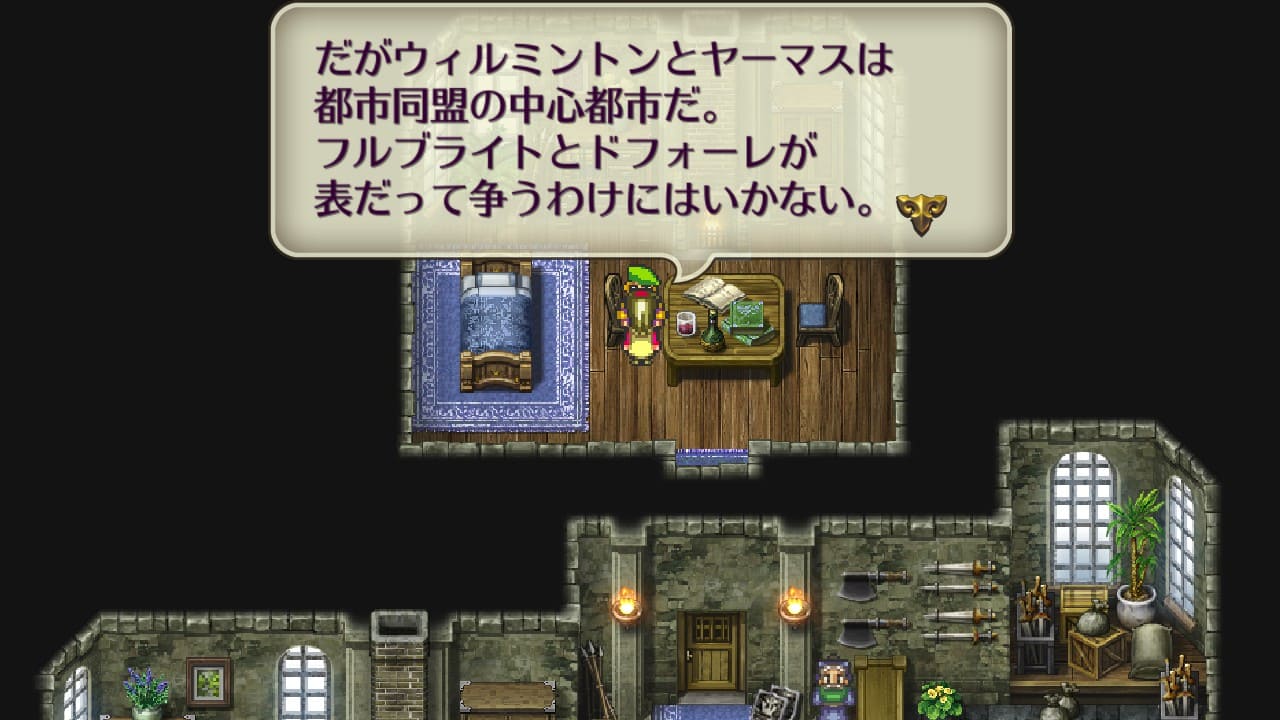 だがウィルミントンとヤーマスは
都市同盟の中心都市だ。
フルブライトとドフォーレが
表だって争うわけにはいかない。